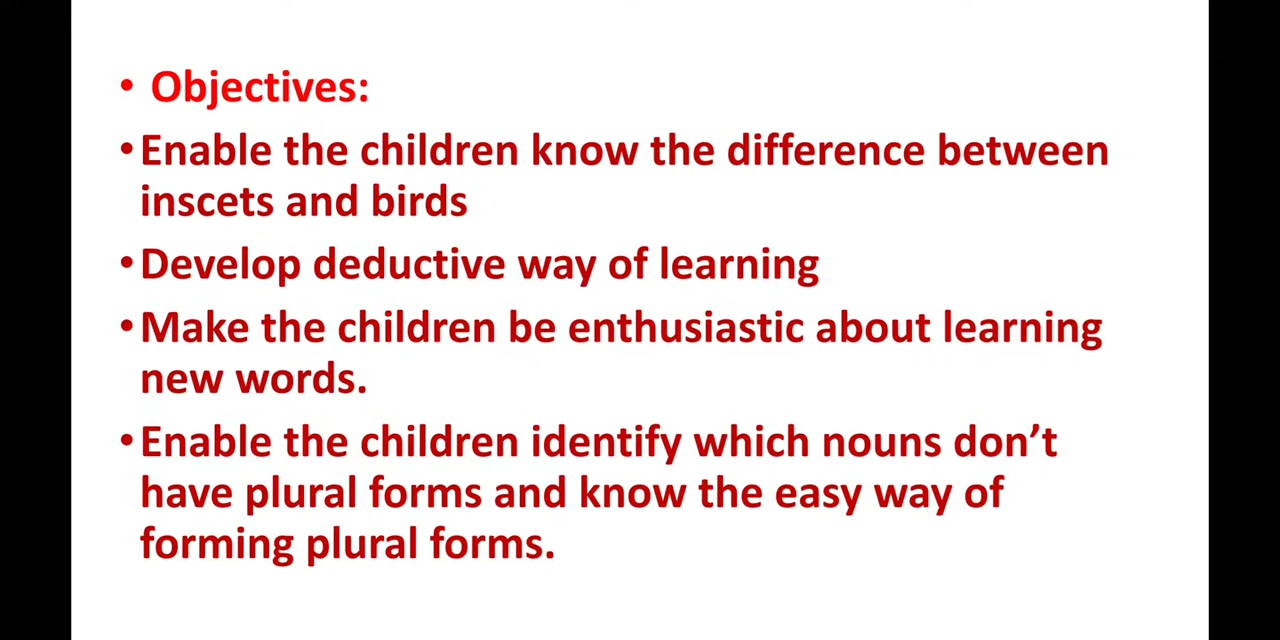 • Objectives:
• Enable the children know the difference between
inscets and birds
• Develop deductive way of learning
• Make the children be enthusiastic about learning
new words.
• Enable the children identify which nouns don’t
have plural forms and know the easy way of
forming plural forms.